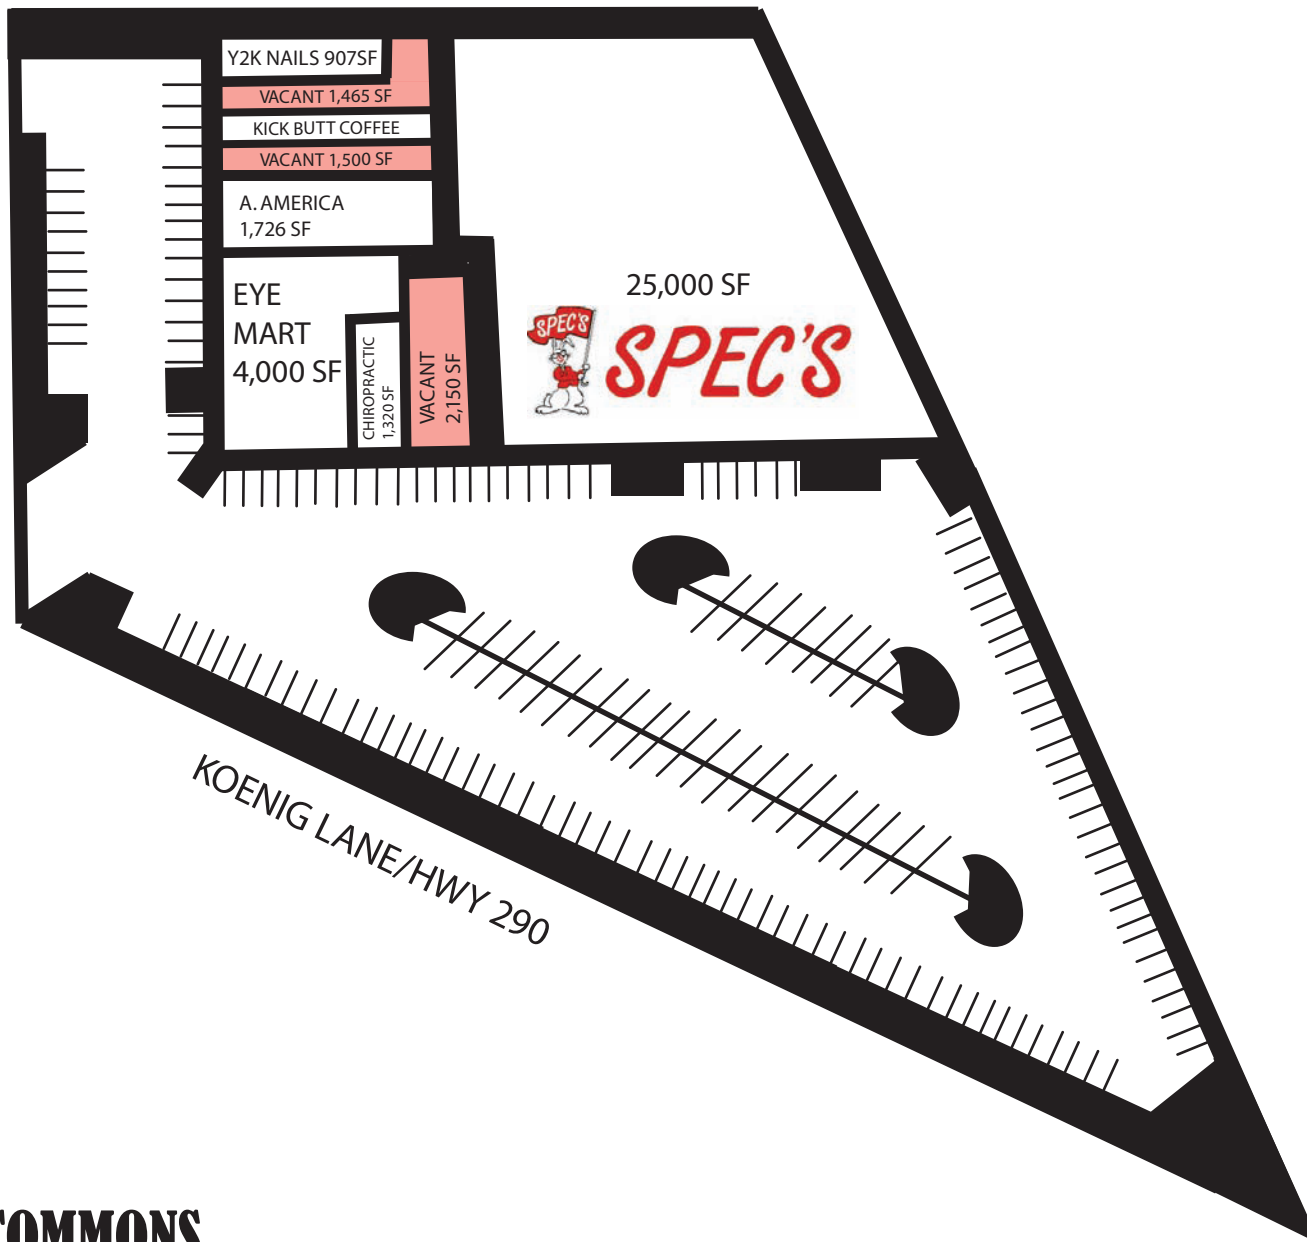 Y2K NAILS 907SF
VACANT 1,465 SF
KICK BUTT COFFEE
VACANT 1,500 SF
A. AMERICA
1,726 SF
EYE
MART
4,000 SF
CHIROPRACTIC
1,320 SF
VACANT
2,150 SF
25,000 SF
SPEC'S
SPEC'S
KOENIG LANE/HWY 290
COMMONS